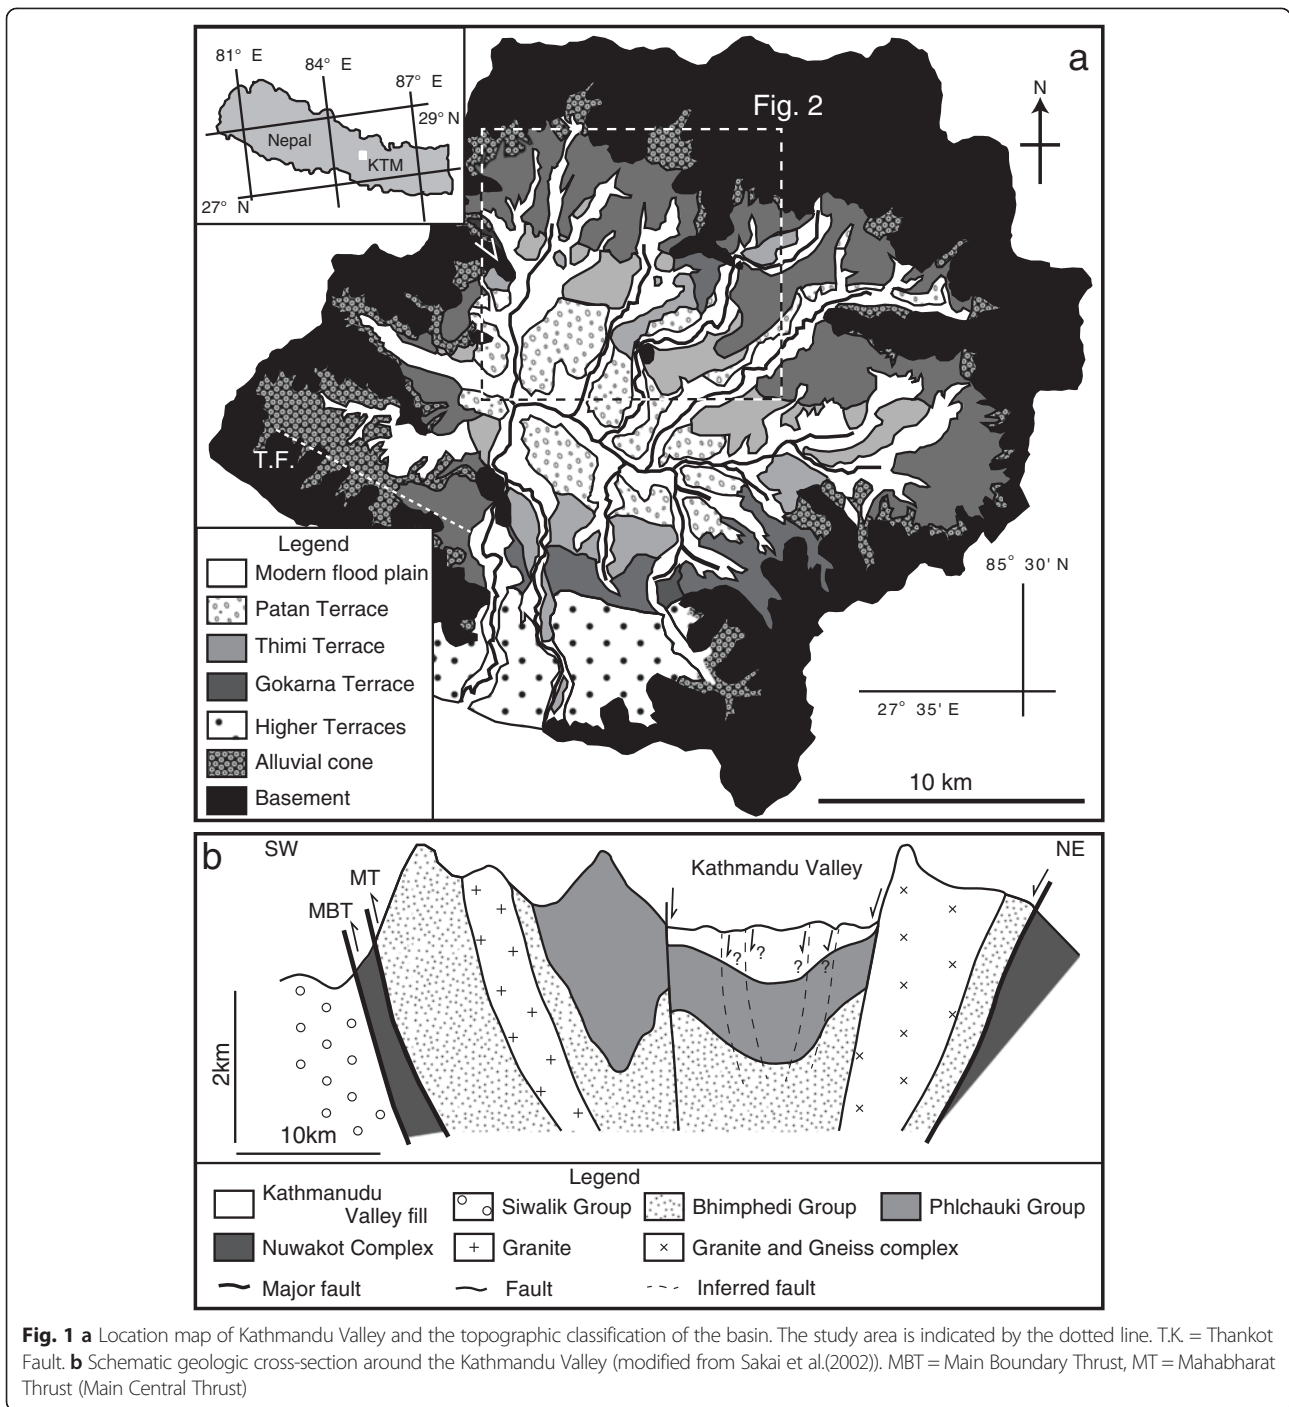 a
81° E
84° E
87° E
29° N
Nepal
KTM
27° N
Fig. 2
N
T.F.
85° 30' N
27° 35' E
10 km
Legend
Modern flood plain
Patan Terrace
Thimi Terrace
Gokarna Terrace
Higher Terraces
Alluvial cone
Basement
b
SW
NE
Kathmandu Valley
MT
MBT
? ? ? ?
2km
10km
Legend
Kathmanudu
Valley fill
Siwalik Group
Bhimphedi Group
Phlchauki Group
Nuwakot Complex
Granite
Granite and Gneiss complex
Major fault
Fault
Inferred fault
Fig. 1 a Location map of Kathmandu Valley and the topographic classification of the basin. The study area is indicated by the dotted line. T.K. = Thankot
Fault. b Schematic geologic cross-section around the Kathmandu Valley (modified from Sakai et al.(2002)). MBT = Main Boundary Thrust, MT = Mahabharat
Thrust (Main Central Thrust)